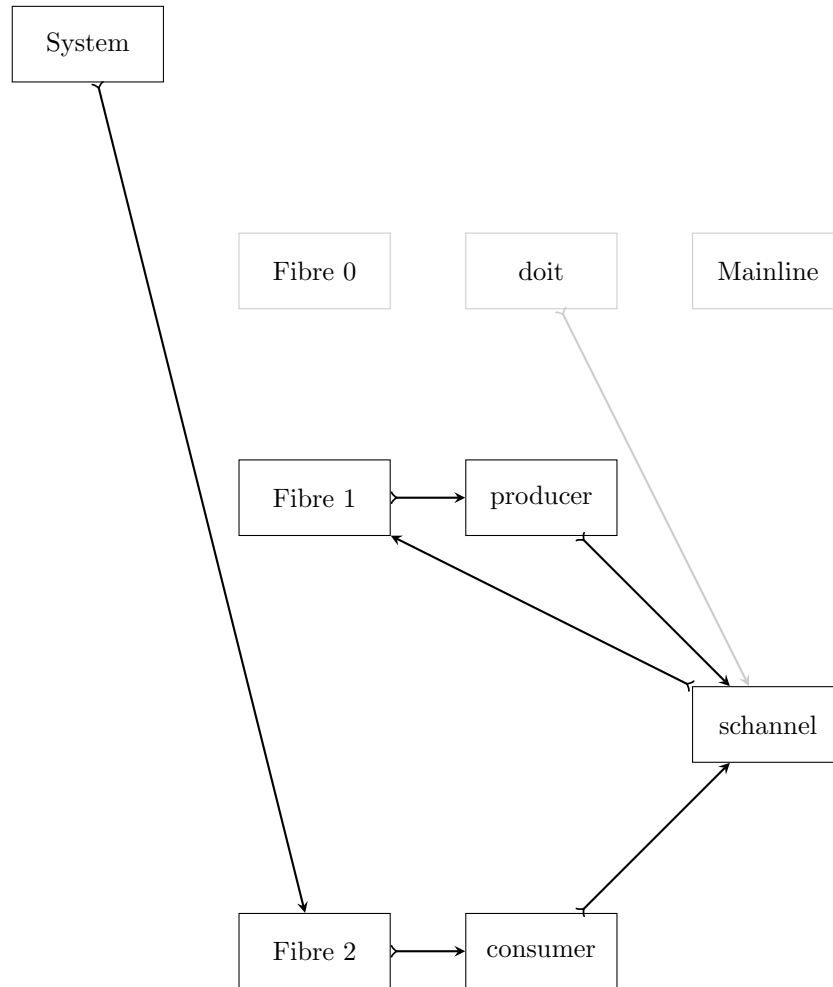 System
Fibre 0
doit
Mainline
Fibre 1
producer
schannel
Fibre 2
consumer